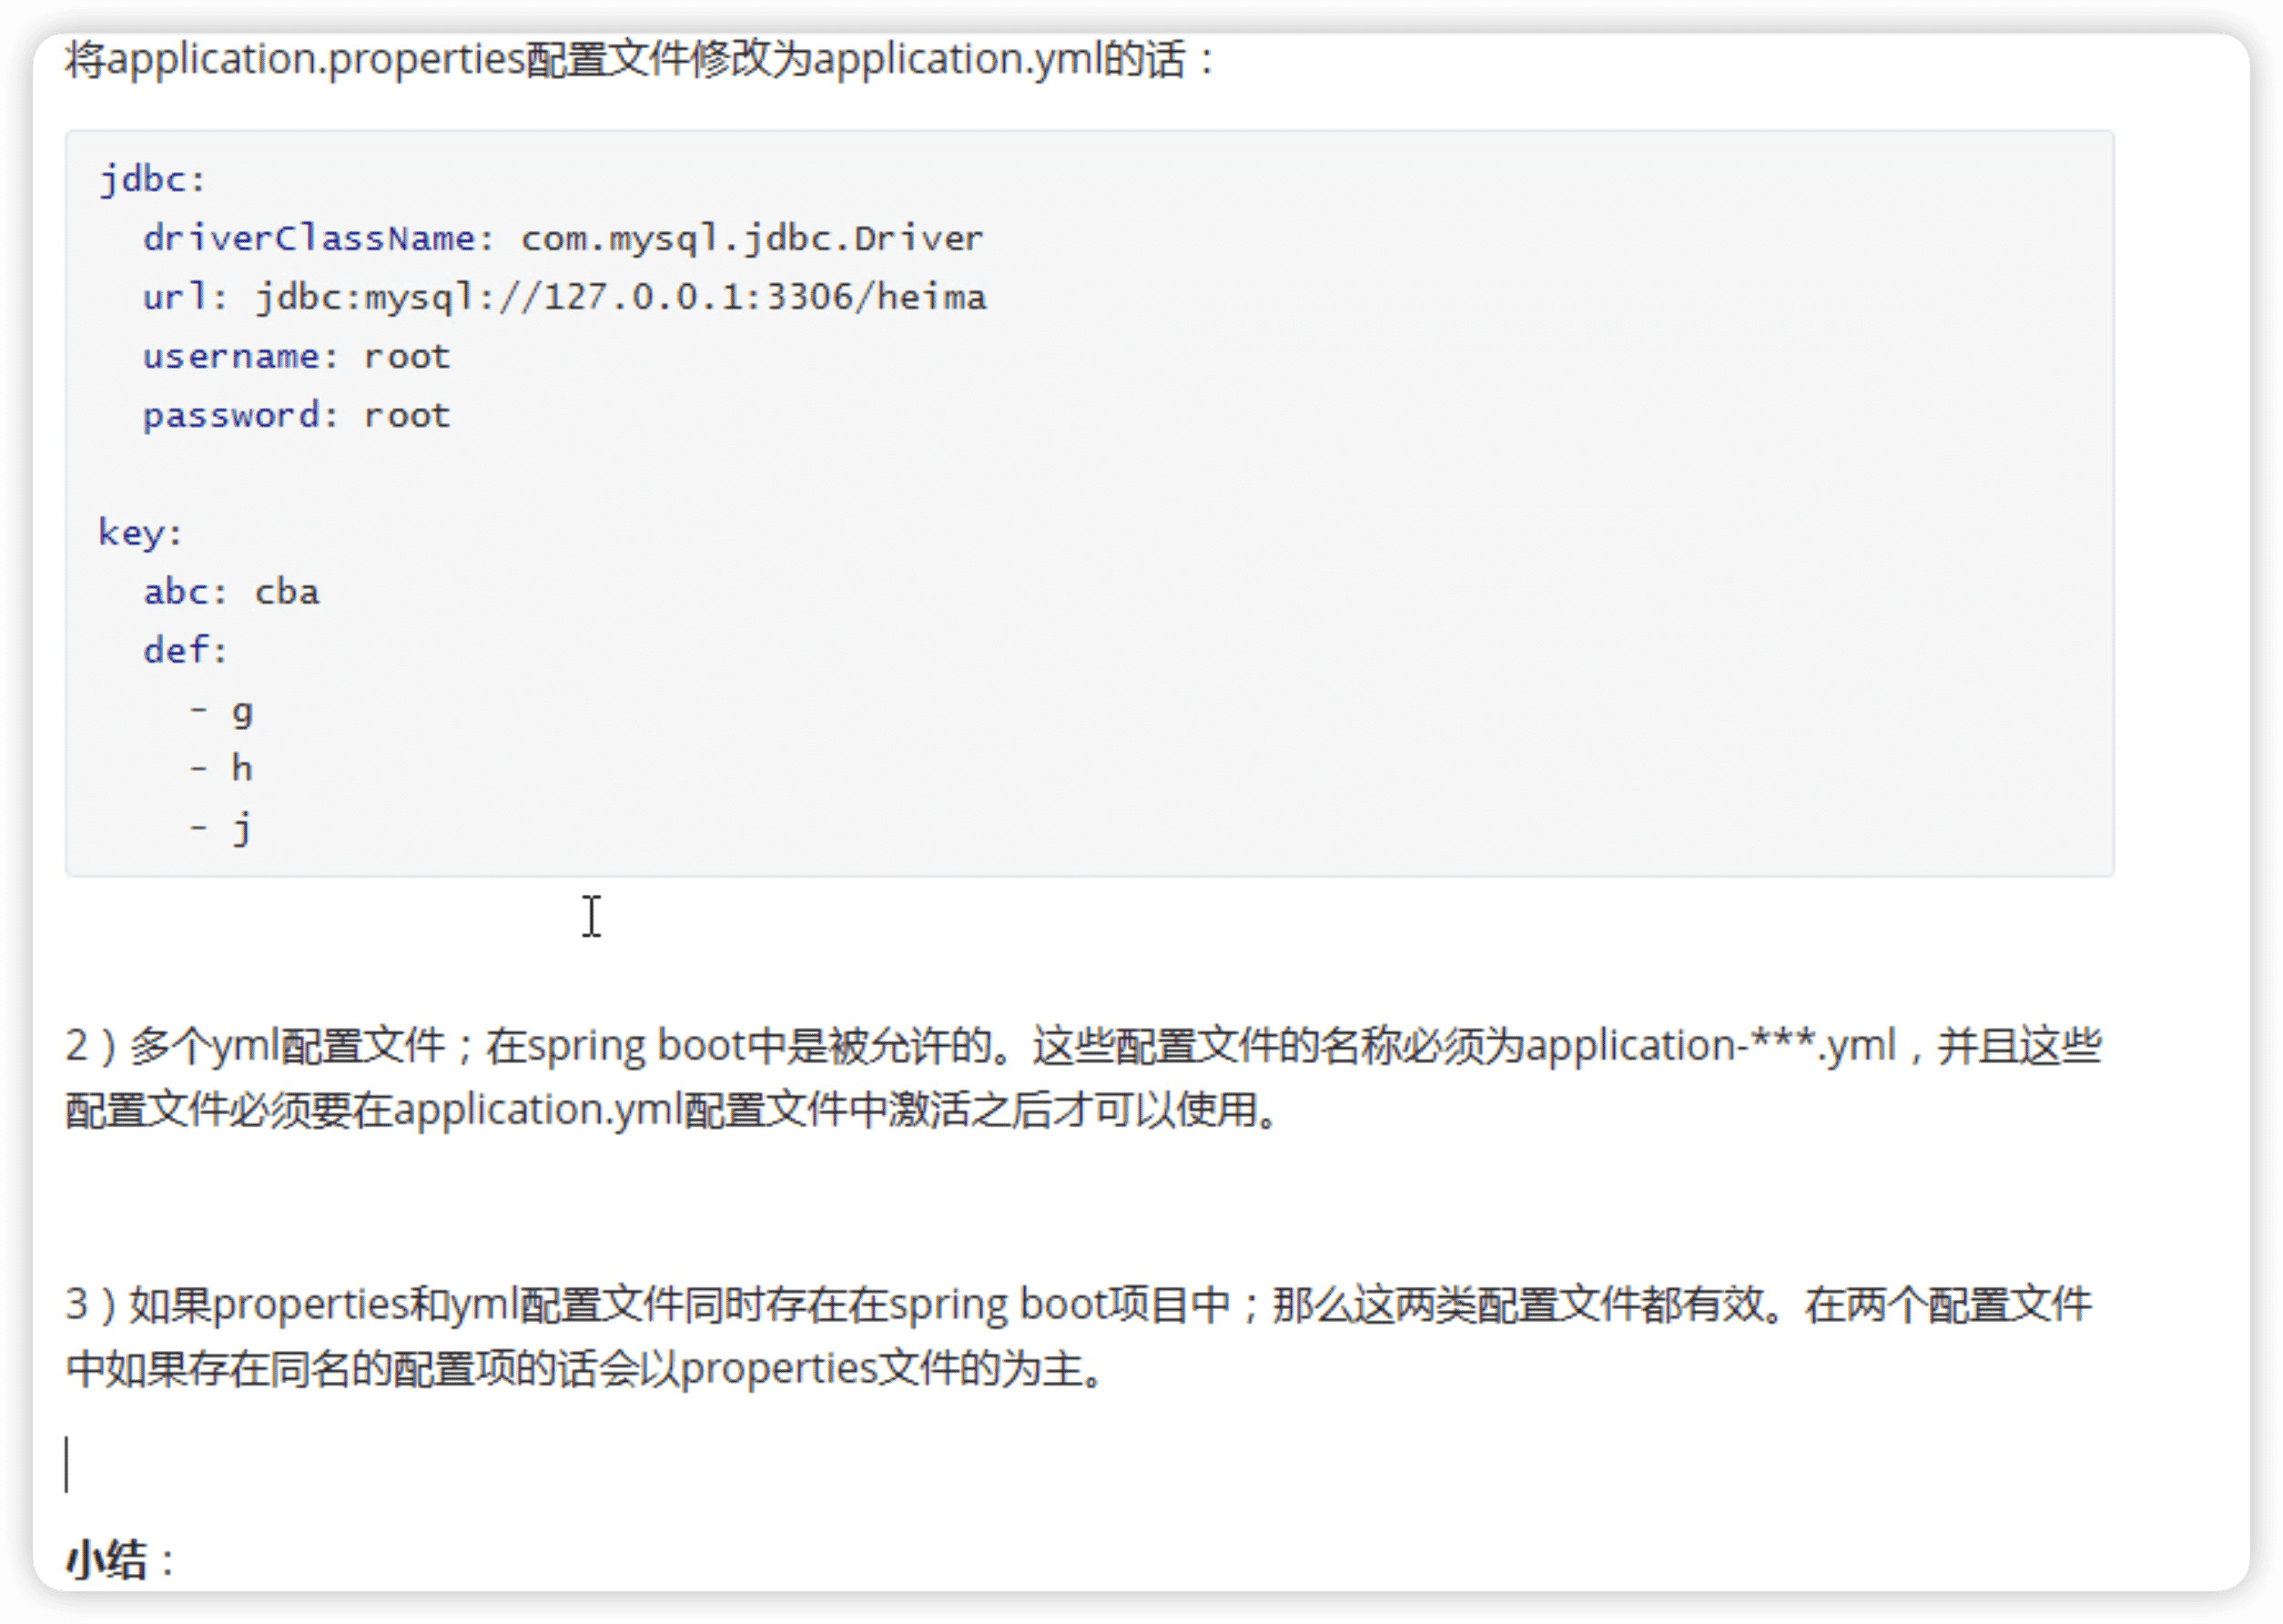 将application.properties配置文件修改为application.yml的话：
jdbc:
  driverClassName: com.mysql.jdbc.Driver
  url: jdbc:mysql://127.0.0.1:3306/heima
  username: root
  password: root

key:
  abc: cba
  def:
    - g
    - h
    - j
2）多个yml配置文件；在spring boot中是被允许的。这些配置文件的名称必须为application-***.yml，并且这些
配置文件必须要在application.yml配置文件中激活之后才可以使用。
3）如果properties和yml配置文件同时存在在spring boot项目中；那么这两类配置文件都有效。在两个配置文件
中如果存在同名的配置项的话会以properties文件的为主。
小结：